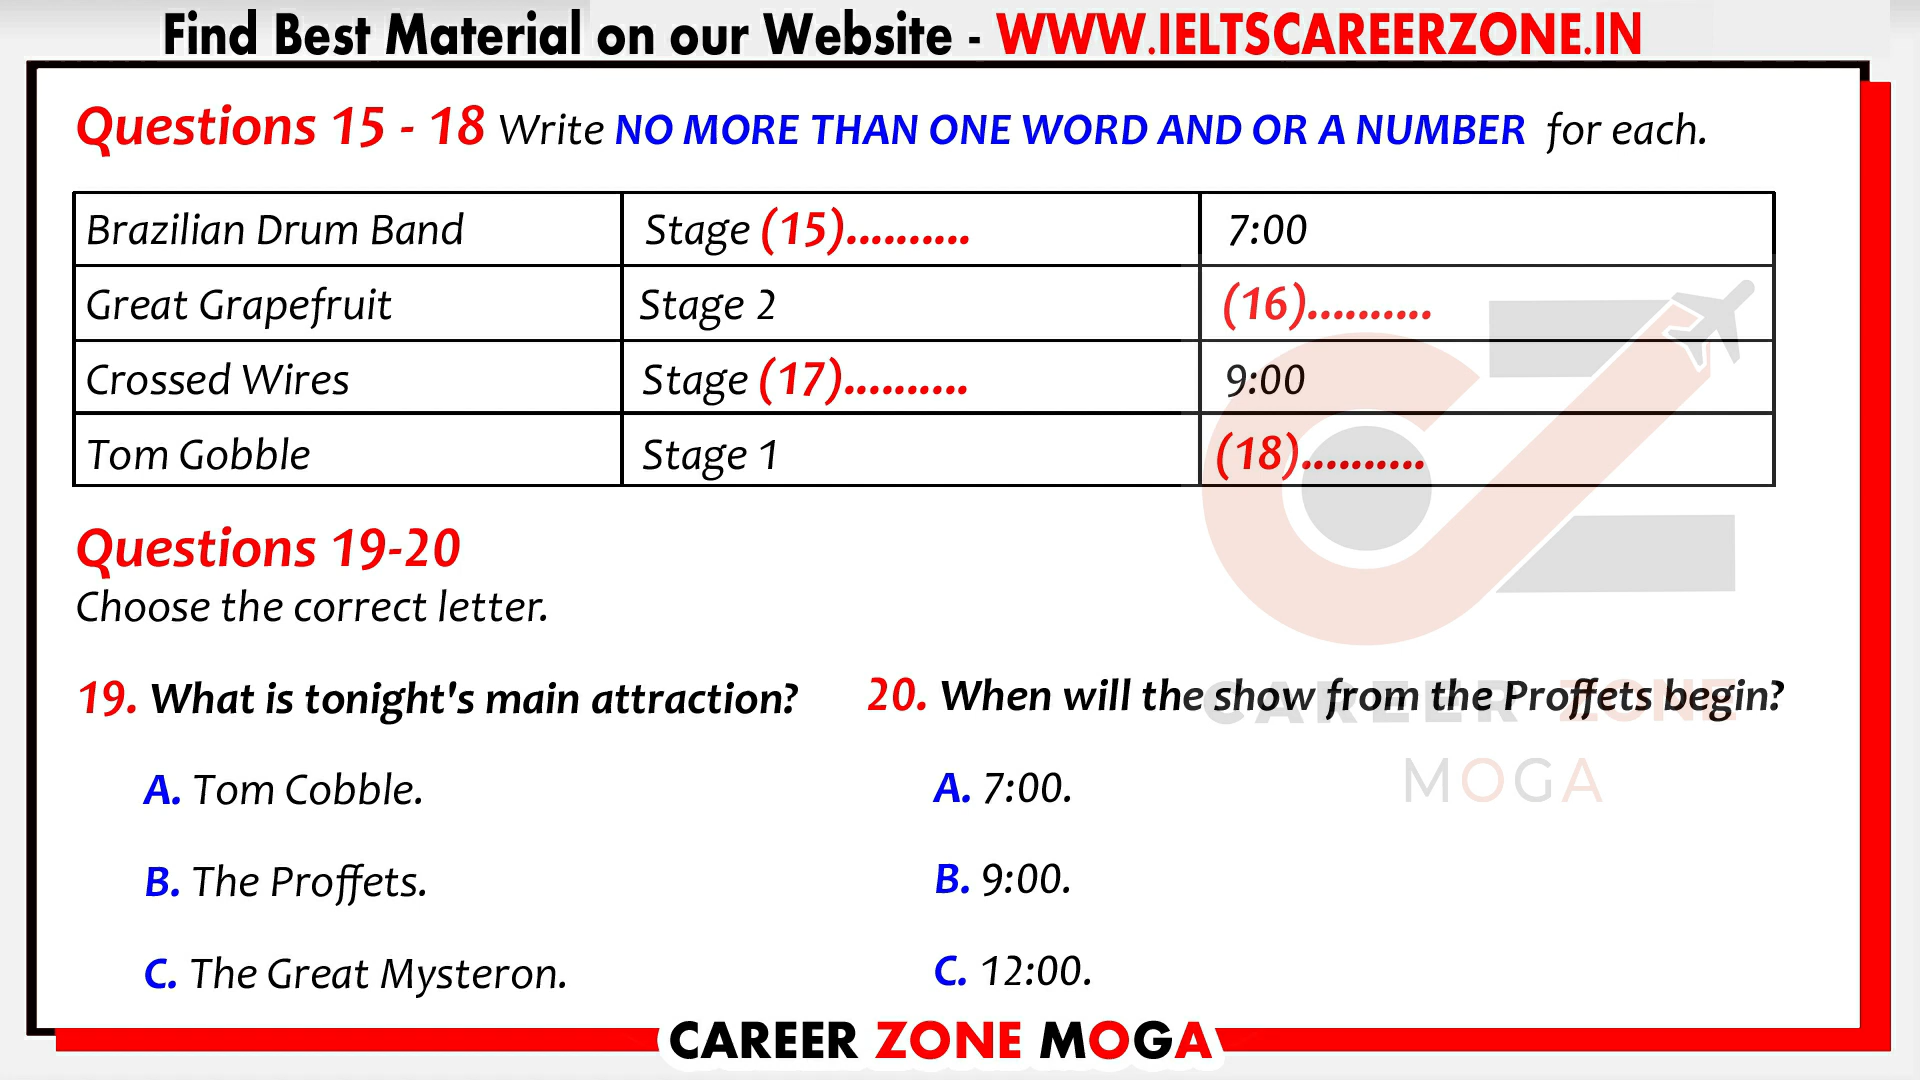 Find Best Material on our Website - WWW.IELTSCAREERZONE.IN
Questions 15 - 18 Write NO MORE THAN ONE WORD AND OR A NUMBER for each.
Brazilian Drum Band Stage (15).......... 7:00
Great Grapefruit Stage 2 (16)..........
Crossed Wires Stage (17).......... 9:00
Tom Gobble Stage 1 (18)..........
Questions 19-20
Choose the correct letter.
19. What is tonight's main attraction?
A. Tom Cobble.
B. The Proffets.
C. The Great Mysteron.
20. When will the show from the Proffets begin?
A. 7:00.
B. 9:00.
C. 12:00.
CAREER ZONE
MOGA
CAREER ZONE MOGA